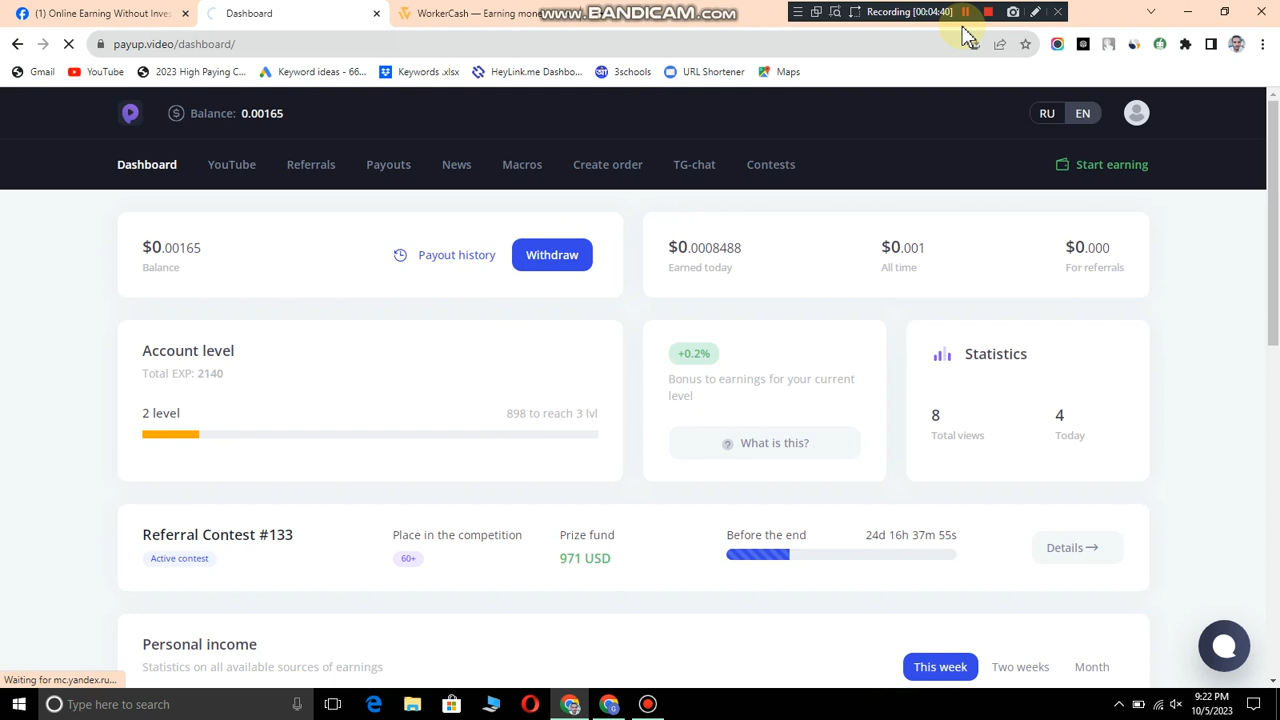 (1) Online Earning Without Inves
Dashboard
WorkerCash — Earning mon
www.BANDICAM.com
Recording [00:04:40]
payup.video/dashboard/
Gmail
YouTube
2023 High Paying C...
Keyword ideas - 66...
Keywords .xlsx
HeyLink.me Dashbo...
3schools
URL Shortener
Maps
Balance: 0.00165
RU
EN
Dashboard
YouTube
Referrals
Payouts
News
Macros
Create order
TG-chat
Contests
Start earning
$0.00165
Balance
Payout history
Withdraw
$0.0008488
Earned today
$0.001
All time
$0.000
For referrals
Account level
Total EXP: 2140
2 level
898 to reach 3 lvl
+0.2%
Bonus to earnings for your current
level
What is this?
Statistics
8
Total views
4
Today
Referral Contest #133
Active contest
Place in the competition
60+
Prize fund
971 USD
Before the end
24d 16h 37m 55s
Details
Personal income
Statistics on all available sources of earnings
This week
Two weeks
Month
Waiting for mc.yandex.ru...
Type here to search
9:22 PM
10/5/2023